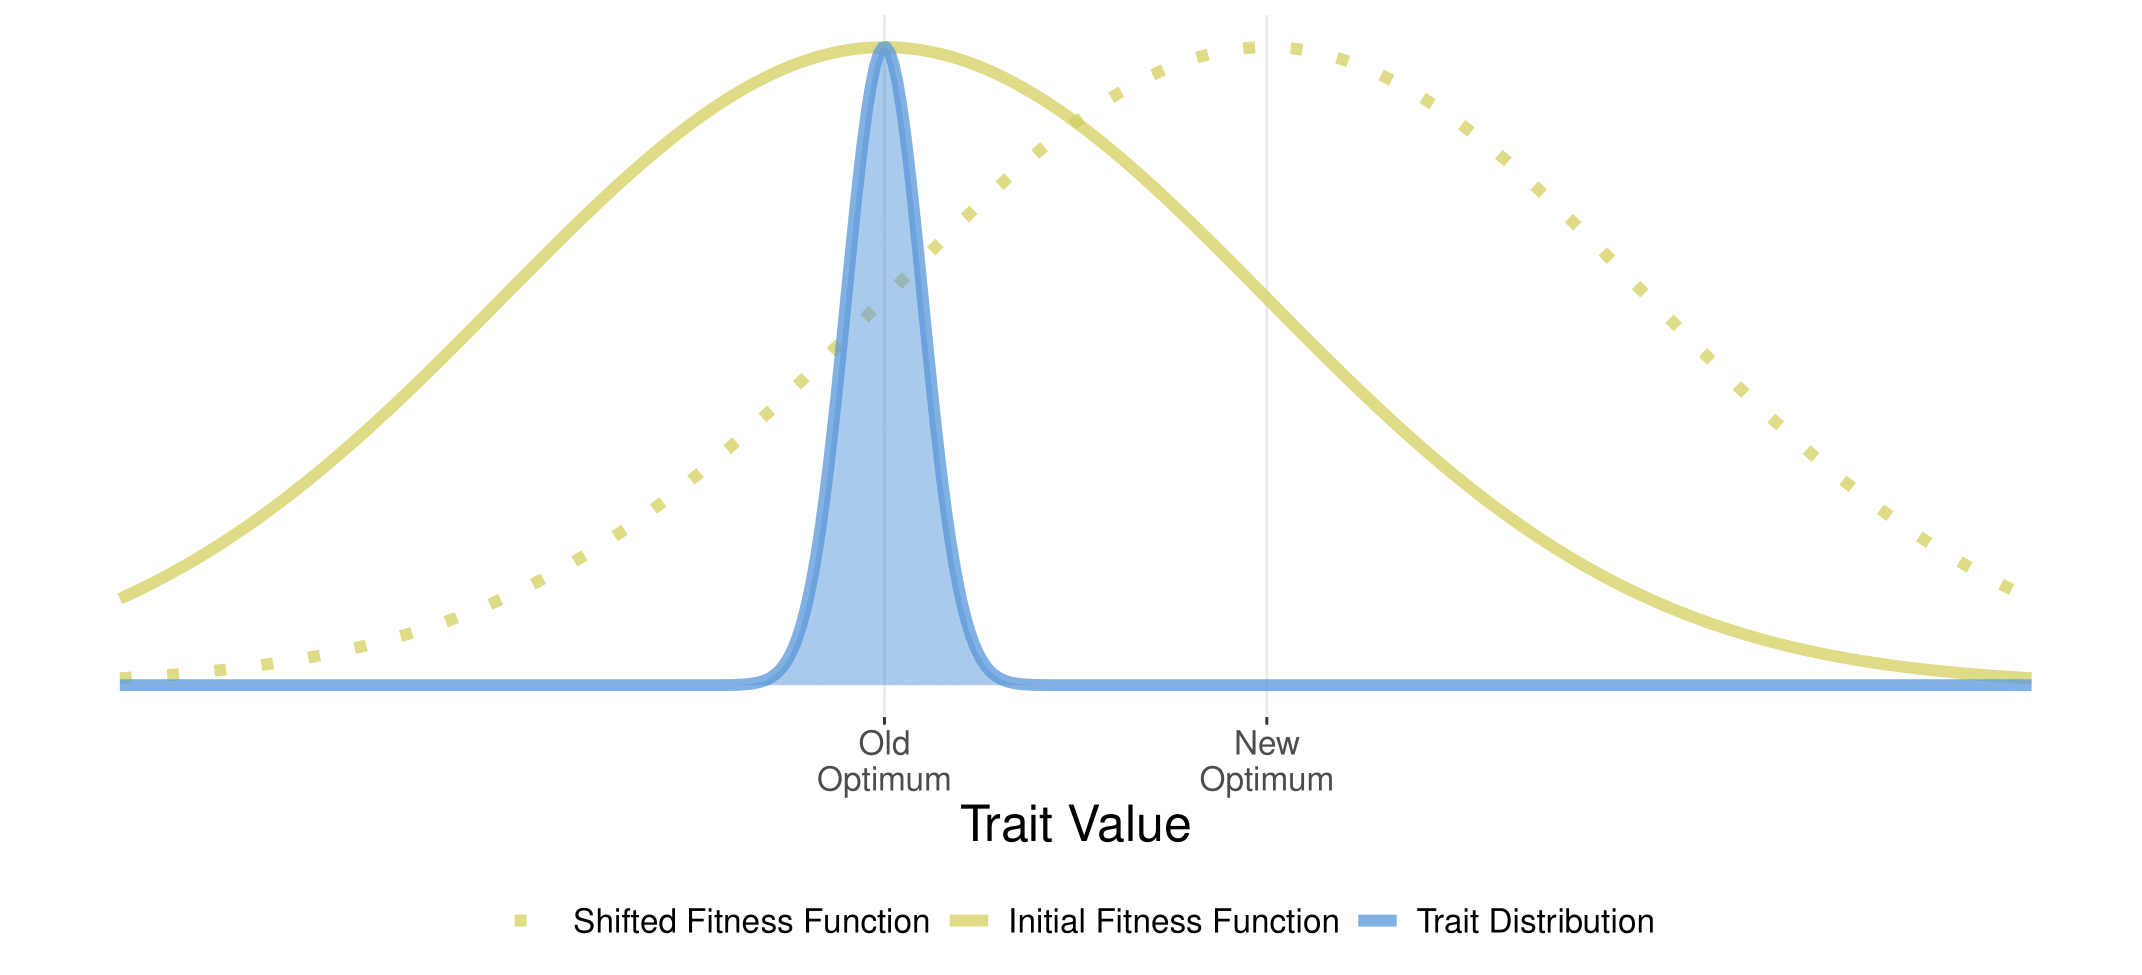 Old
Optimum
New
Optimum
Trait Value
Shifted Fitness Function
Initial Fitness Function
Trait Distribution